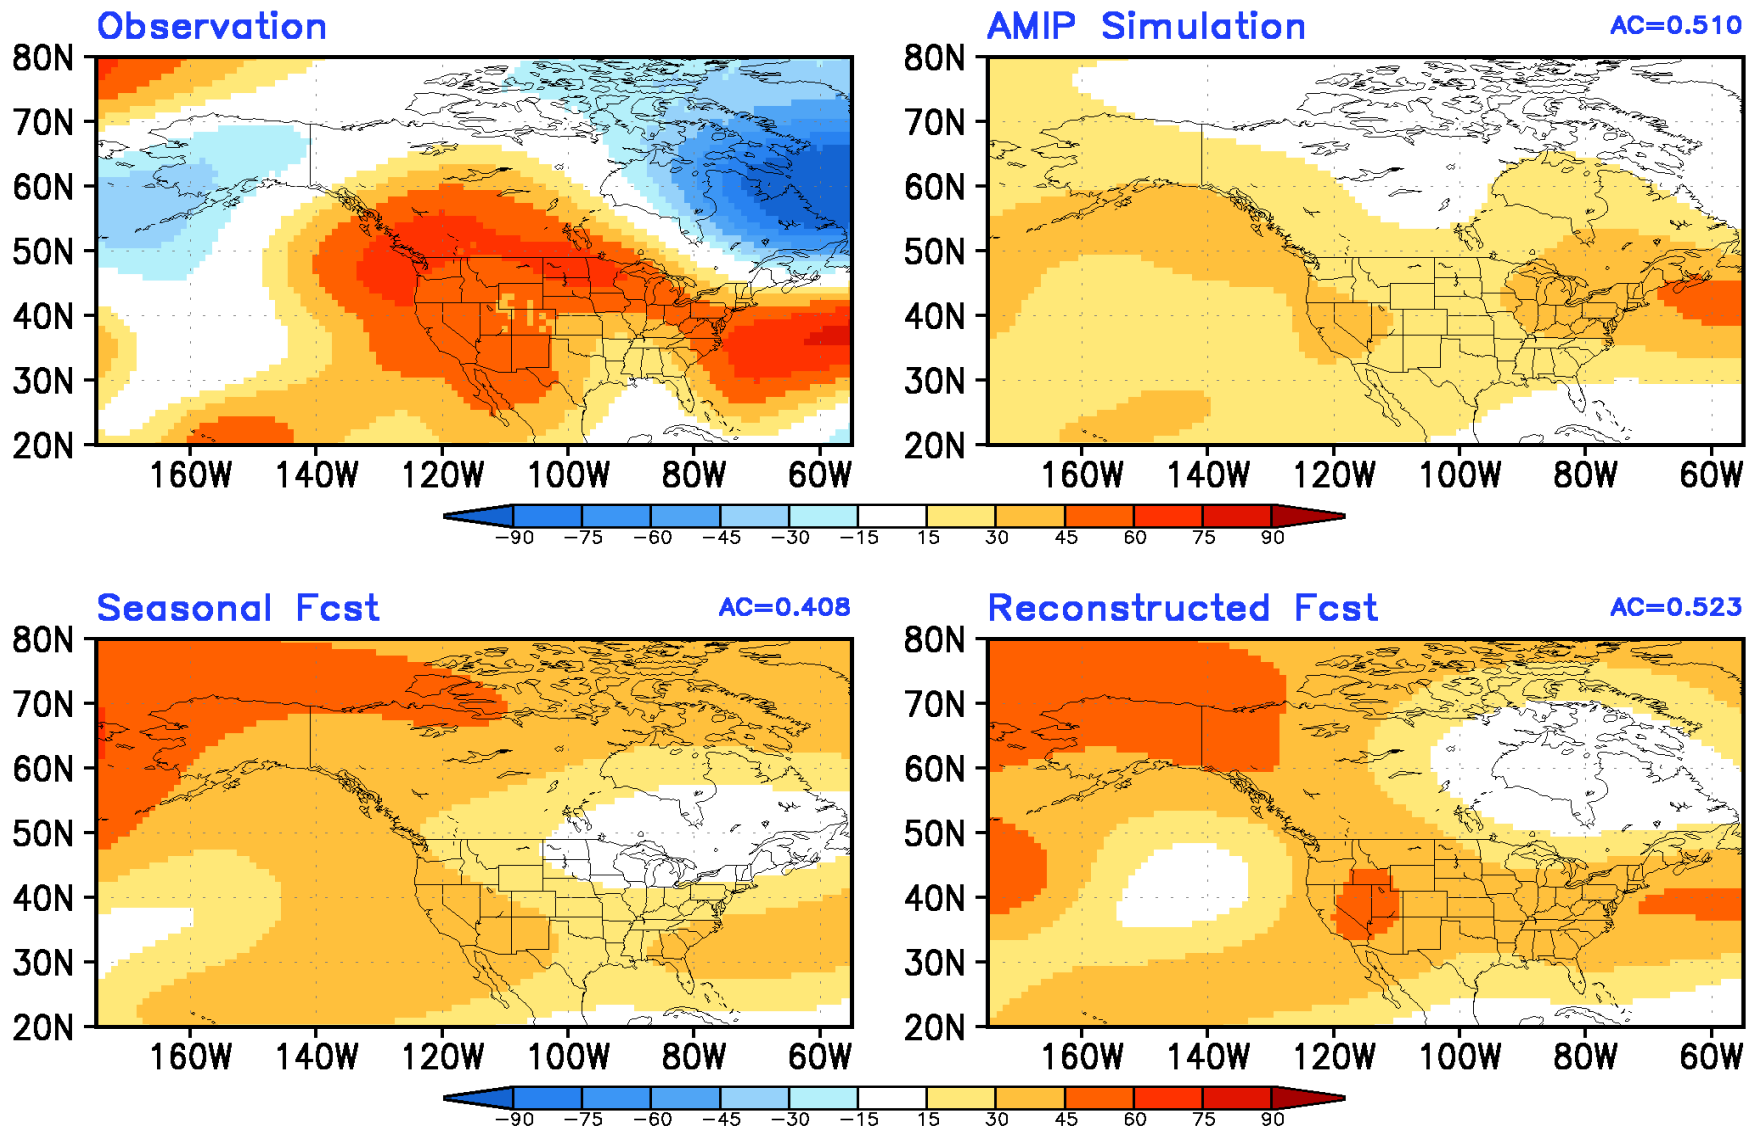 Observation
AMIP Simulation AC=0.510
80N 80N
70N 70N
60N 60N
50N 50N
40N 40N
30N 30N
20N 20N
160W 140W 120W 100W 80W 60W 160W 140W 120W 100W 80W 60W
-90 -75 -60 -45 -30 -15 15 30 45 60 75 90
Seasonal Fcst AC=0.408
Reconstructed Fcst AC=0.523
80N 80N
70N 70N
60N 60N
50N 50N
40N 40N
30N 30N
20N 20N
160W 140W 120W 100W 80W 60W 160W 140W 120W 100W 80W 60W
-90 -75 -60 -45 -30 -15 15 30 45 60 75 90